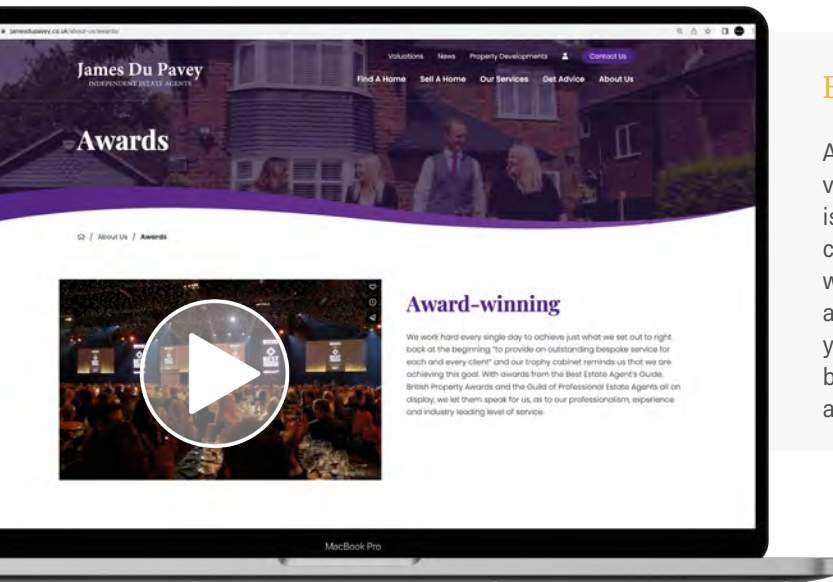 jamesdupavey.co.uk/about-us/awards/
Valuations News Property Developments Contact Us
James Du Pavey
INDEPENDENT ESTATE AGENTS
Find A Home Sell A Home Our Services Get Advice About Us
Awards
/ About Us / Awards
BEST
Award-winning
We work hard every single day to achieve just what we set out to right
back at the beginning "to provide an outstanding bespoke service for
each and every client" and our trophy cabinet reminds us that we are
achieving this goal. With awards from the Best Estate Agent's Guide,
British Property Awards and the Guild of Professional Estate Agents all on
display, we let them speak for us, as to our professionalism, experience
and industry leading level of service.
MacBook Pro